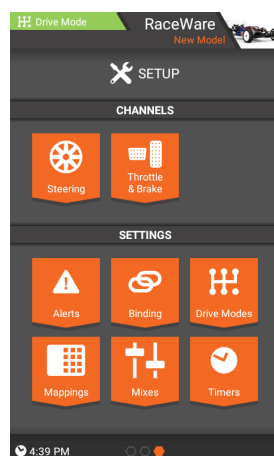 Drive Mode
RaceWare
New Model
SETUP
CHANNELS
Steering
Throttle
& Brake
SETTINGS
Alerts
Binding
Drive Modes
Mappings
Mixes
Timers
4:39 PM